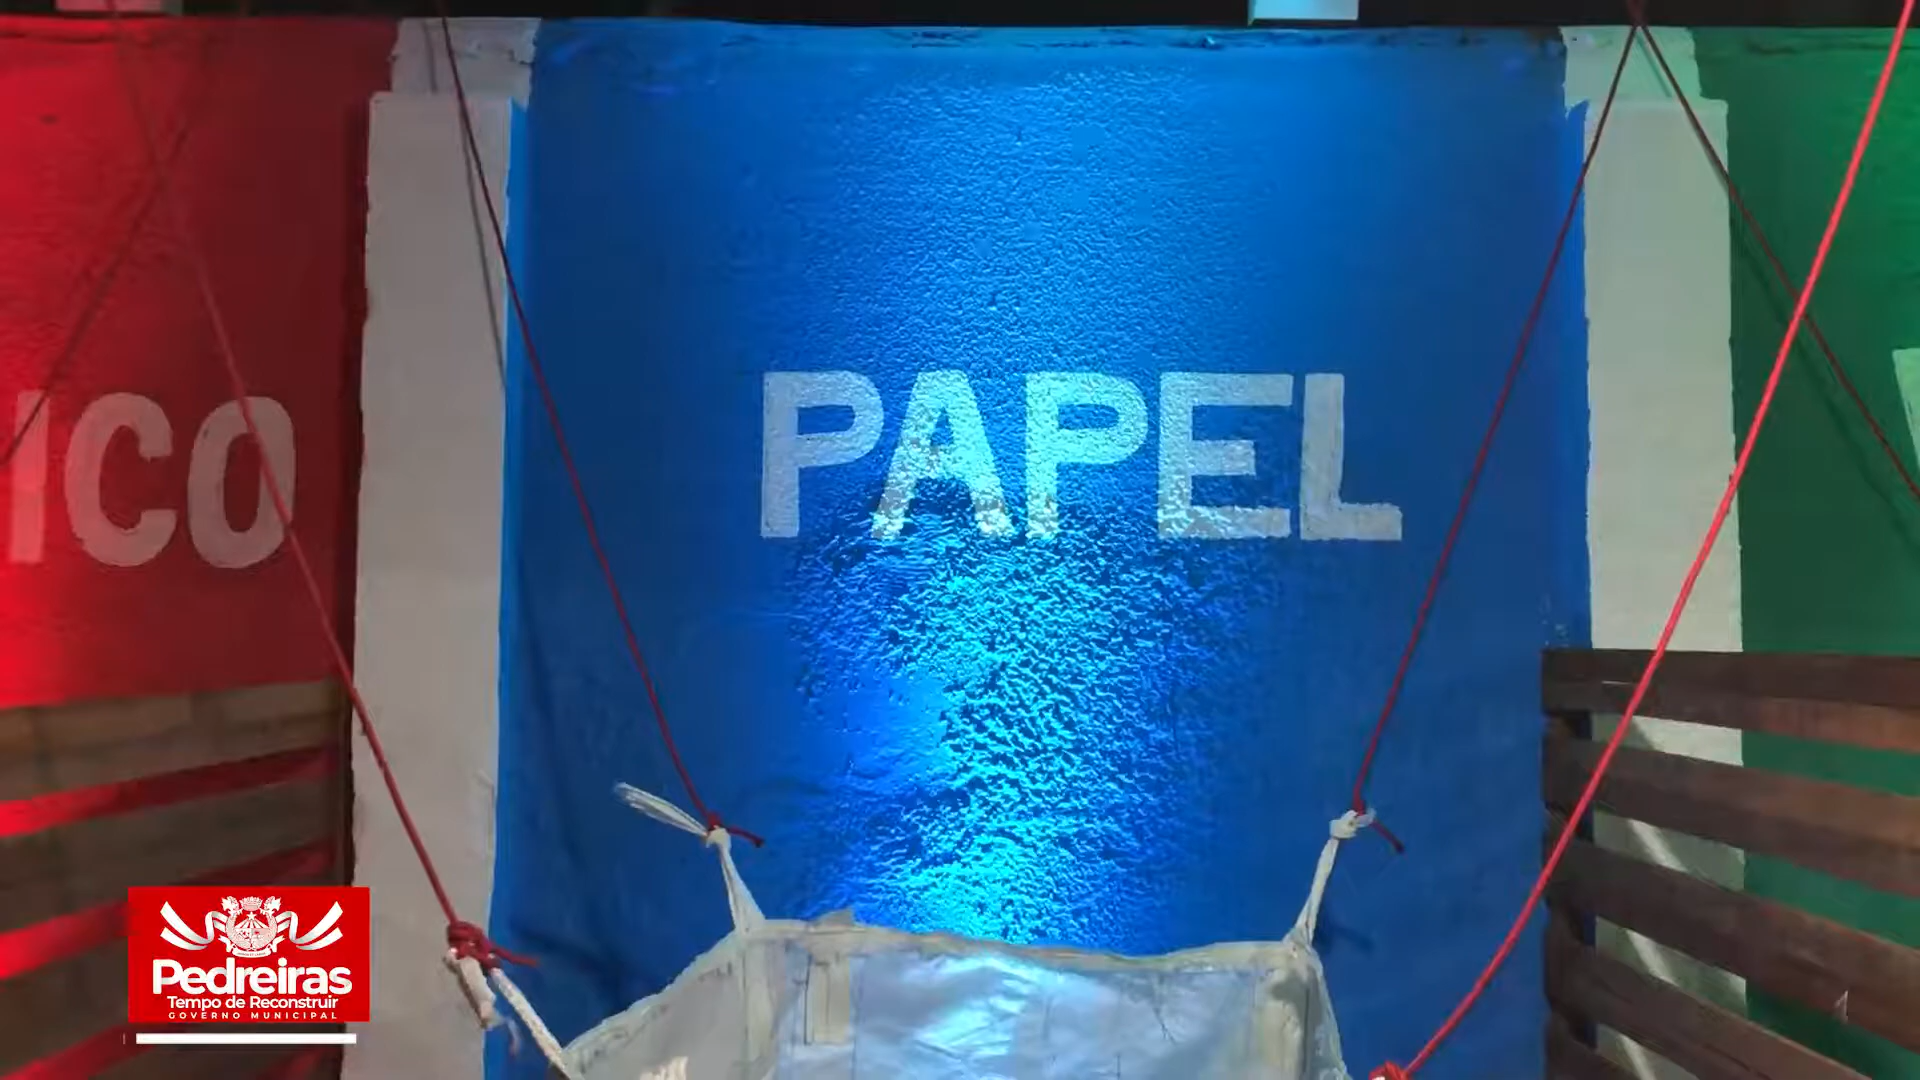 ICO
PAPEL
Pedreiras
Tempo de Reconstruir
GOVERNO MUNICIPAL